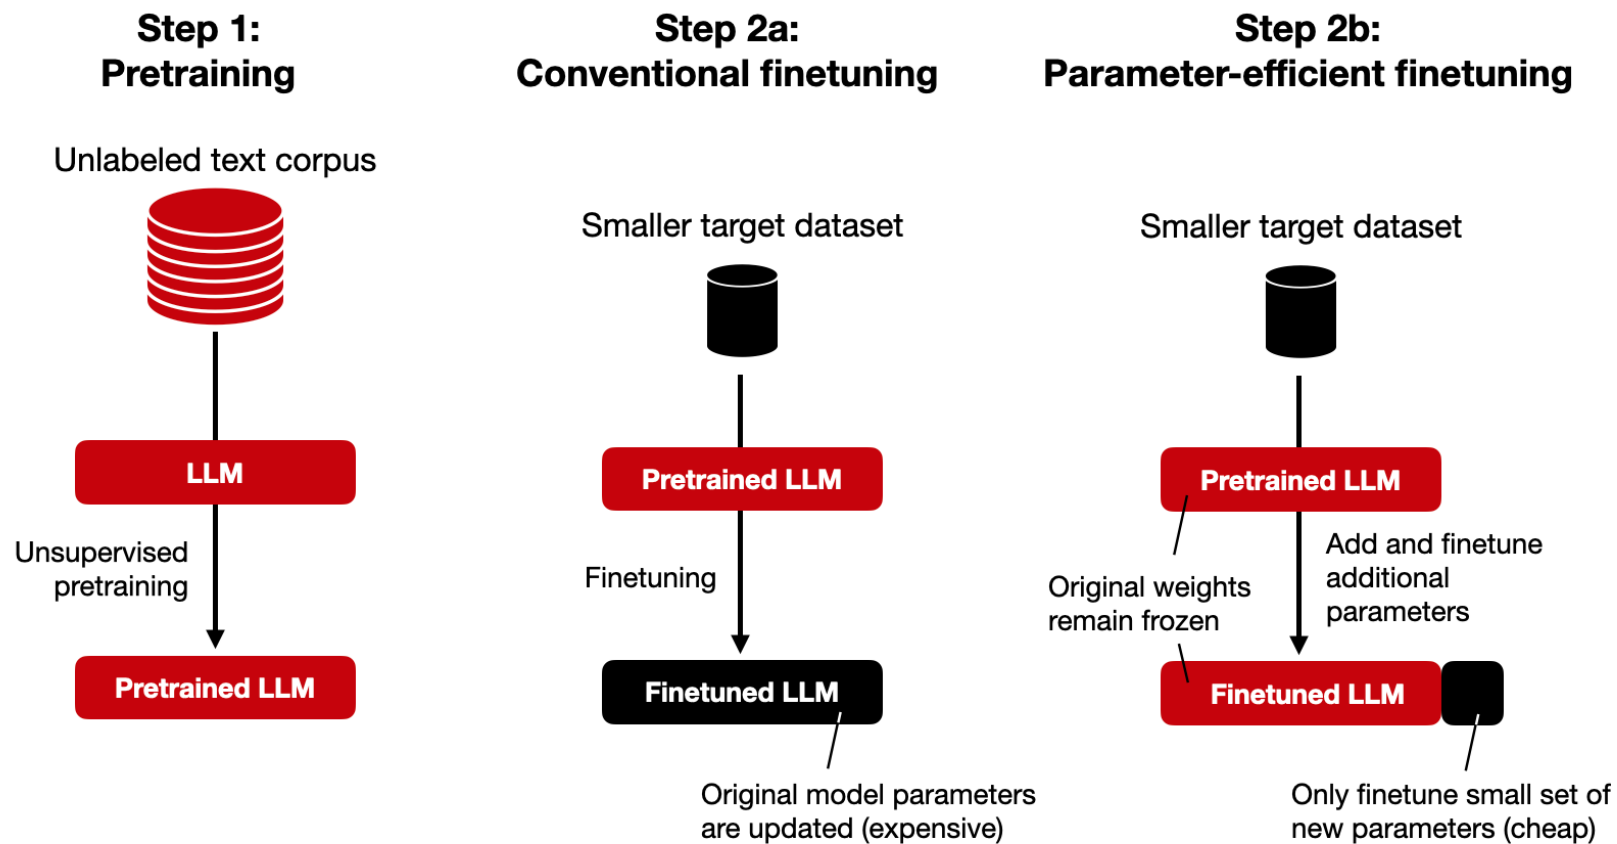 Step 1:
Pretraining
Unlabeled text corpus
LLM
Unsupervised
pretraining
Pretrained LLM
Step 2a:
Conventional finetuning
Smaller target dataset
Pretrained LLM
Finetuning
Finetuned LLM
Original model parameters
are updated (expensive)
Step 2b:
Parameter-efficient finetuning
Smaller target dataset
Pretrained LLM
Add and finetune
additional
parameters
Original weights
remain frozen
Finetuned LLM
Only finetune small set of
new parameters (cheap)